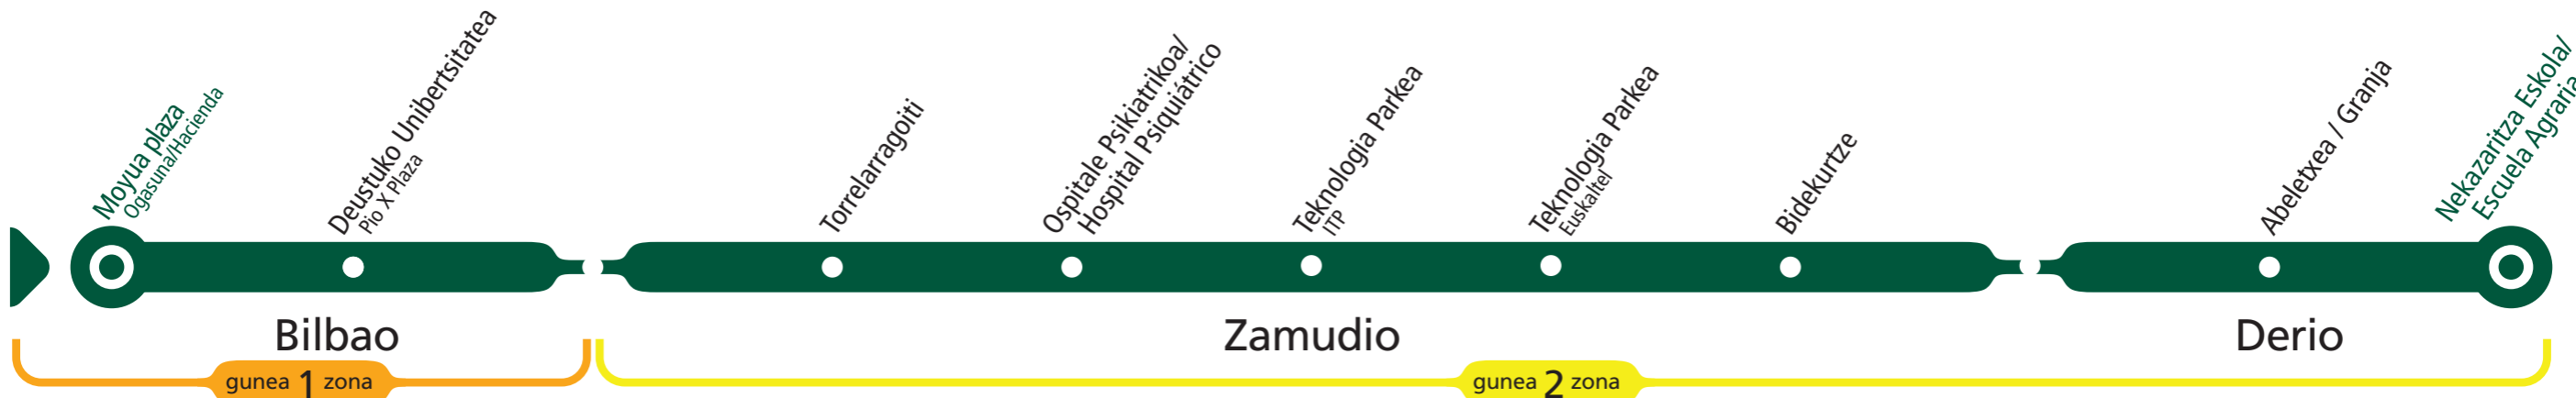 Moyua plaza
Ogasuna/Hacienda
Deustuko Unibertsitatea
Pio X Plaza
Torrelarragoiti
Ospitale Psikiatrikoa/
Hospital Psiquiátrico
Teknologia Parkea
ITP
Teknologia Parkea
Euskaltel
Bidekurtze
Abeletxea / Granja
Nekazaritza Eskola/
Escuela Agraria
Bilbao
Zamudio
Derio
gunea 1 zona
gunea 2 zona